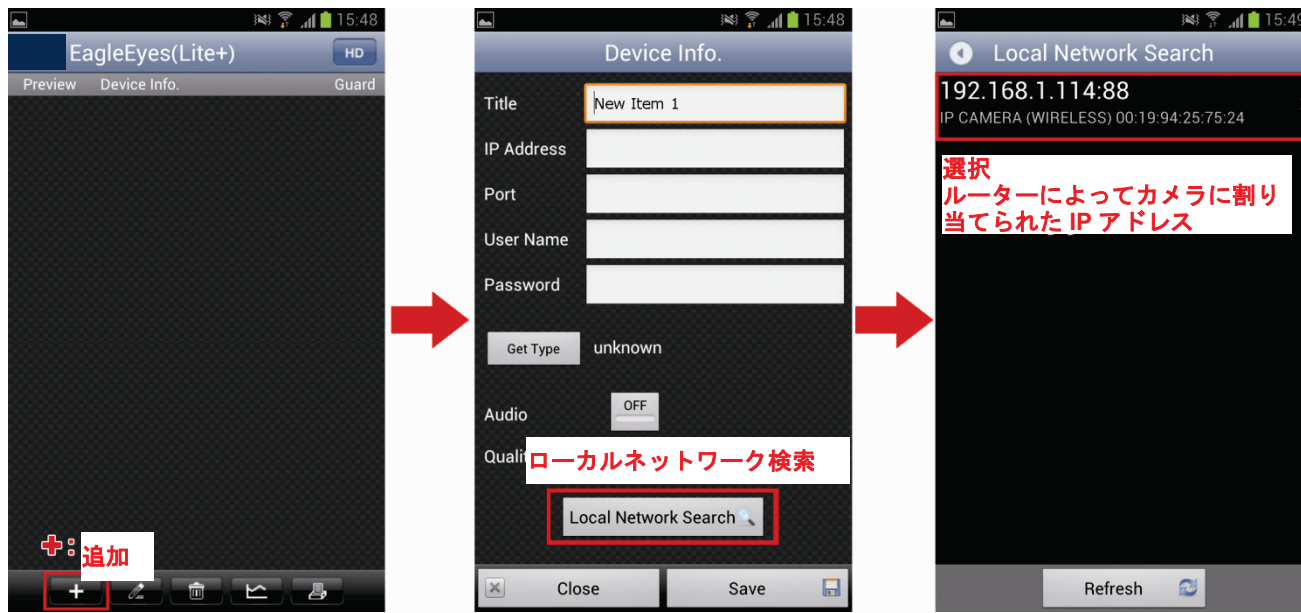 15:48
EagleEyes(Lite+)
HD
Preview Device Info. Guard
+:
追加
15:48
Device Info.
Title New Item 1
IP Address
Port
User Name
Password
Get Type unknown
Audio OFF
Qualit
ローカルネットワーク検索
Local Network Search
Close Save
15:49
Local Network Search
192.168.1.114:88
IP CAMERA (WIRELESS) 00:19:94:25:75:24
選択
ルーターによってカメラに割り
当てられた IP アドレス
Refresh